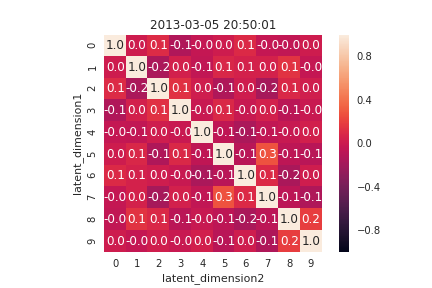 2013-03-05 20:50:01
0 1.0 0.0 0.1 -0.1 -0.0 0.0 0.1 -0.0 -0.0 0.0
1 0.0 1.0 -0.2 0.0 -0.1 0.1 0.1 0.0 0.1 -0.0
2 0.1 -0.2 1.0 0.1 0.0 -0.1 0.0 -0.2 0.1 0.0
3 -0.1 0.0 0.1 1.0 -0.0 0.1 -0.0 0.0 -0.1 -0.0
4 -0.0 -0.1 0.0 -0.0 1.0 -0.1 -0.1 -0.1 -0.0 0.0
5 0.0 0.1 -0.1 0.1 -0.1 1.0 -0.1 0.3 -0.1 -0.1
6 0.1 0.1 0.0 -0.0 -0.1 -0.1 1.0 0.1 -0.2 0.0
7 -0.0 0.0 -0.2 0.0 -0.1 0.3 0.1 1.0 -0.1 -0.1
8 -0.0 0.1 0.1 -0.1 -0.0 -0.1 -0.2 -0.1 1.0 0.2
9 0.0 -0.0 0.0 -0.0 0.0 -0.1 0.0 -0.1 0.2 1.0
0 1 2 3 4 5 6 7 8 9
latent_dimension1
latent_dimension2
0.8
0.4
0.0
-0.4
-0.8